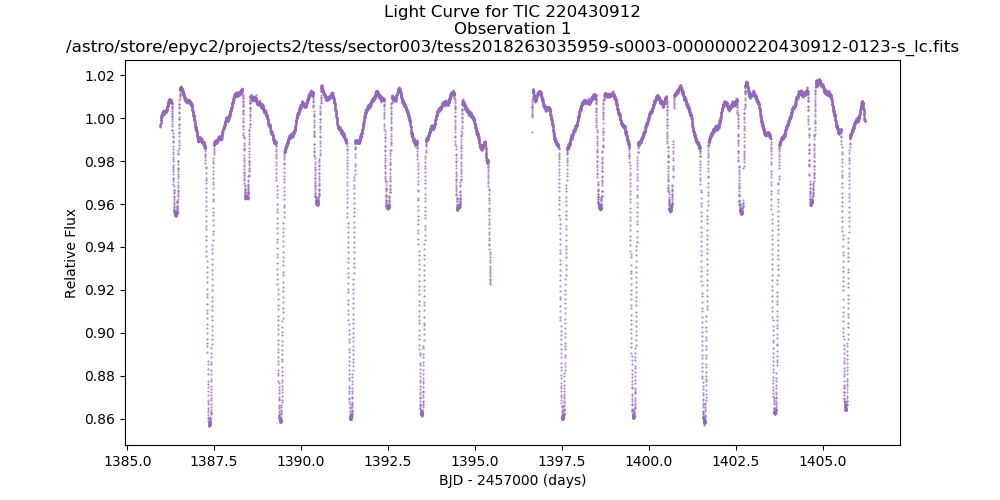 Light Curve for TIC 220430912
Observation 1
/astro/store/epyc2/projects2/tess/sector003/tess2018263035959-s0003-0000000220430912-0123-s_lc.fits
1.02
1.00
0.98
0.96
0.94
0.92
0.90
0.88
0.86
Relative Flux
1385.0 1387.5 1390.0 1392.5 1395.0 1397.5 1400.0 1402.5 1405.0
BJD - 2457000 (days)